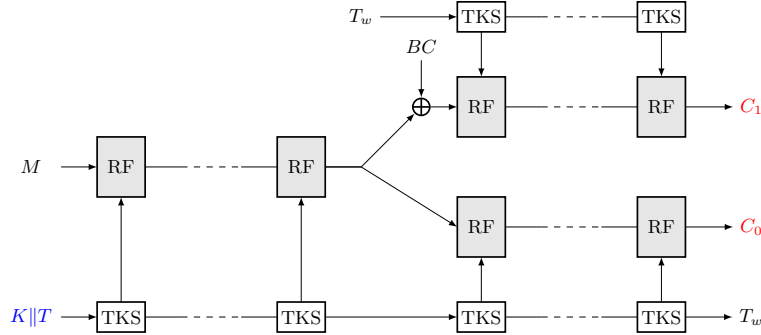 T_w TKS TKS
BC
RF RF C_1
M RF RF
RF RF C_0
K‖T TKS TKS TKS TKS T_w